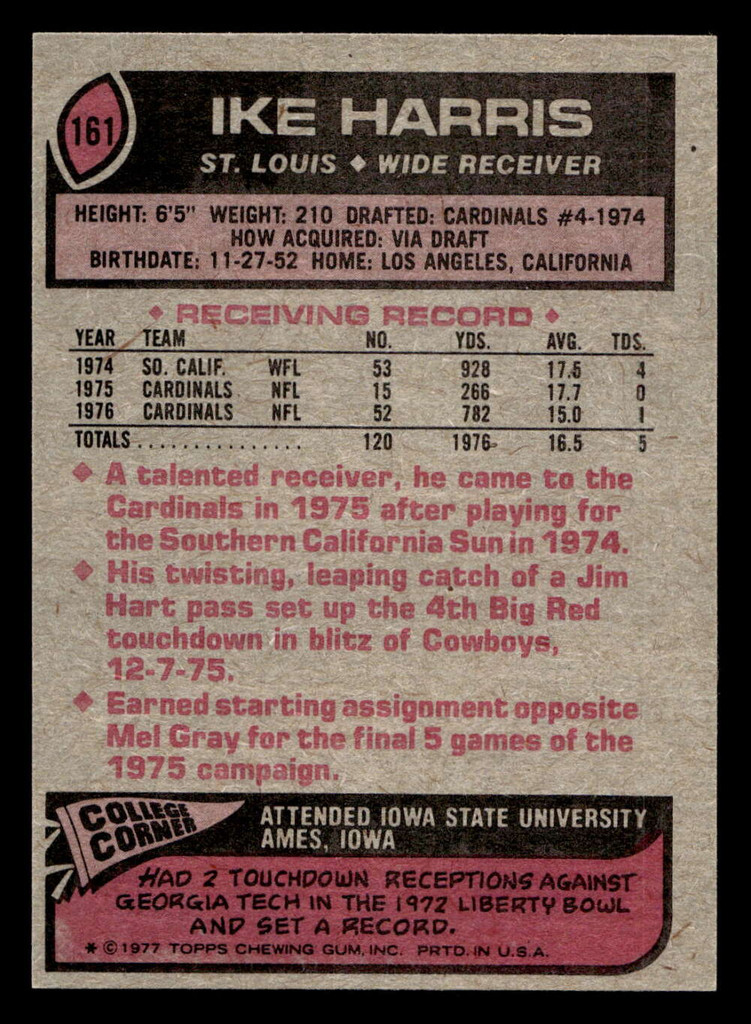 161
IKE HARRIS
ST. LOUIS ◆ WIDE RECEIVER
HEIGHT: 6'5" WEIGHT: 210 DRAFTED: CARDINALS #4-1974
HOW ACQUIRED: VIA DRAFT
BIRTHDATE: 11-27-52 HOME: LOS ANGELES, CALIFORNIA
◆ RECEIVING RECORD ◆
YEAR TEAM NO. YDS. AVG. TDS.
1974 SO. CALIF. WFL 53 928 17.5 4
1975 CARDINALS NFL 15 266 17.7 0
1976 CARDINALS NFL 52 782 15.0 1
TOTALS ................ 120 1976 16.5 5
◆ A talented receiver, he came to the
Cardinals in 1975 after playing for
the Southern California Sun in 1974.
◆ His twisting, leaping catch of a Jim
Hart pass set up the 4th Big Red
touchdown in blitz of Cowboys,
12-7-75.
◆ Earned starting assignment opposite
Mel Gray for the final 5 games of the
1975 campaign.
COLLEGE
CORNER
ATTENDED IOWA STATE UNIVERSITY
AMES, IOWA
HAD 2 TOUCHDOWN RECEPTIONS AGAINST
GEORGIA TECH IN THE 1972 LIBERTY BOWL
AND SET A RECORD.
* © 1977 TOPPS CHEWING GUM, INC. PRTD. IN U.S.A.